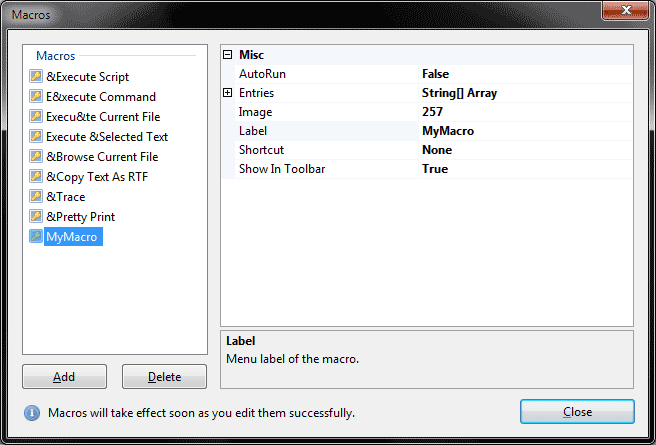 Macros
Macros
&Execute Script
E&xecute Command
Execu&te Current File
Execute &Selected Text
&Browse Current File
&Copy Text As RTF
&Trace
&Pretty Print
MyMacro
Misc
AutoRun False
Entries String[] Array
Image 257
Label MyMacro
Shortcut None
Show In Toolbar True
Label
Menu label of the macro.
Add Delete
Macros will take effect soon as you edit them successfully.
Close